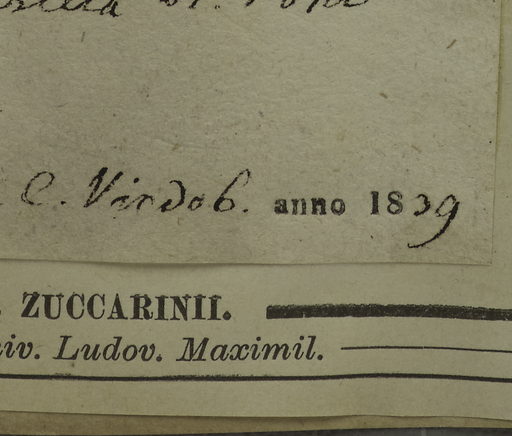 C. Vindob. anno 1839
ZUCCARINII.
iv. Ludov. Maximil.